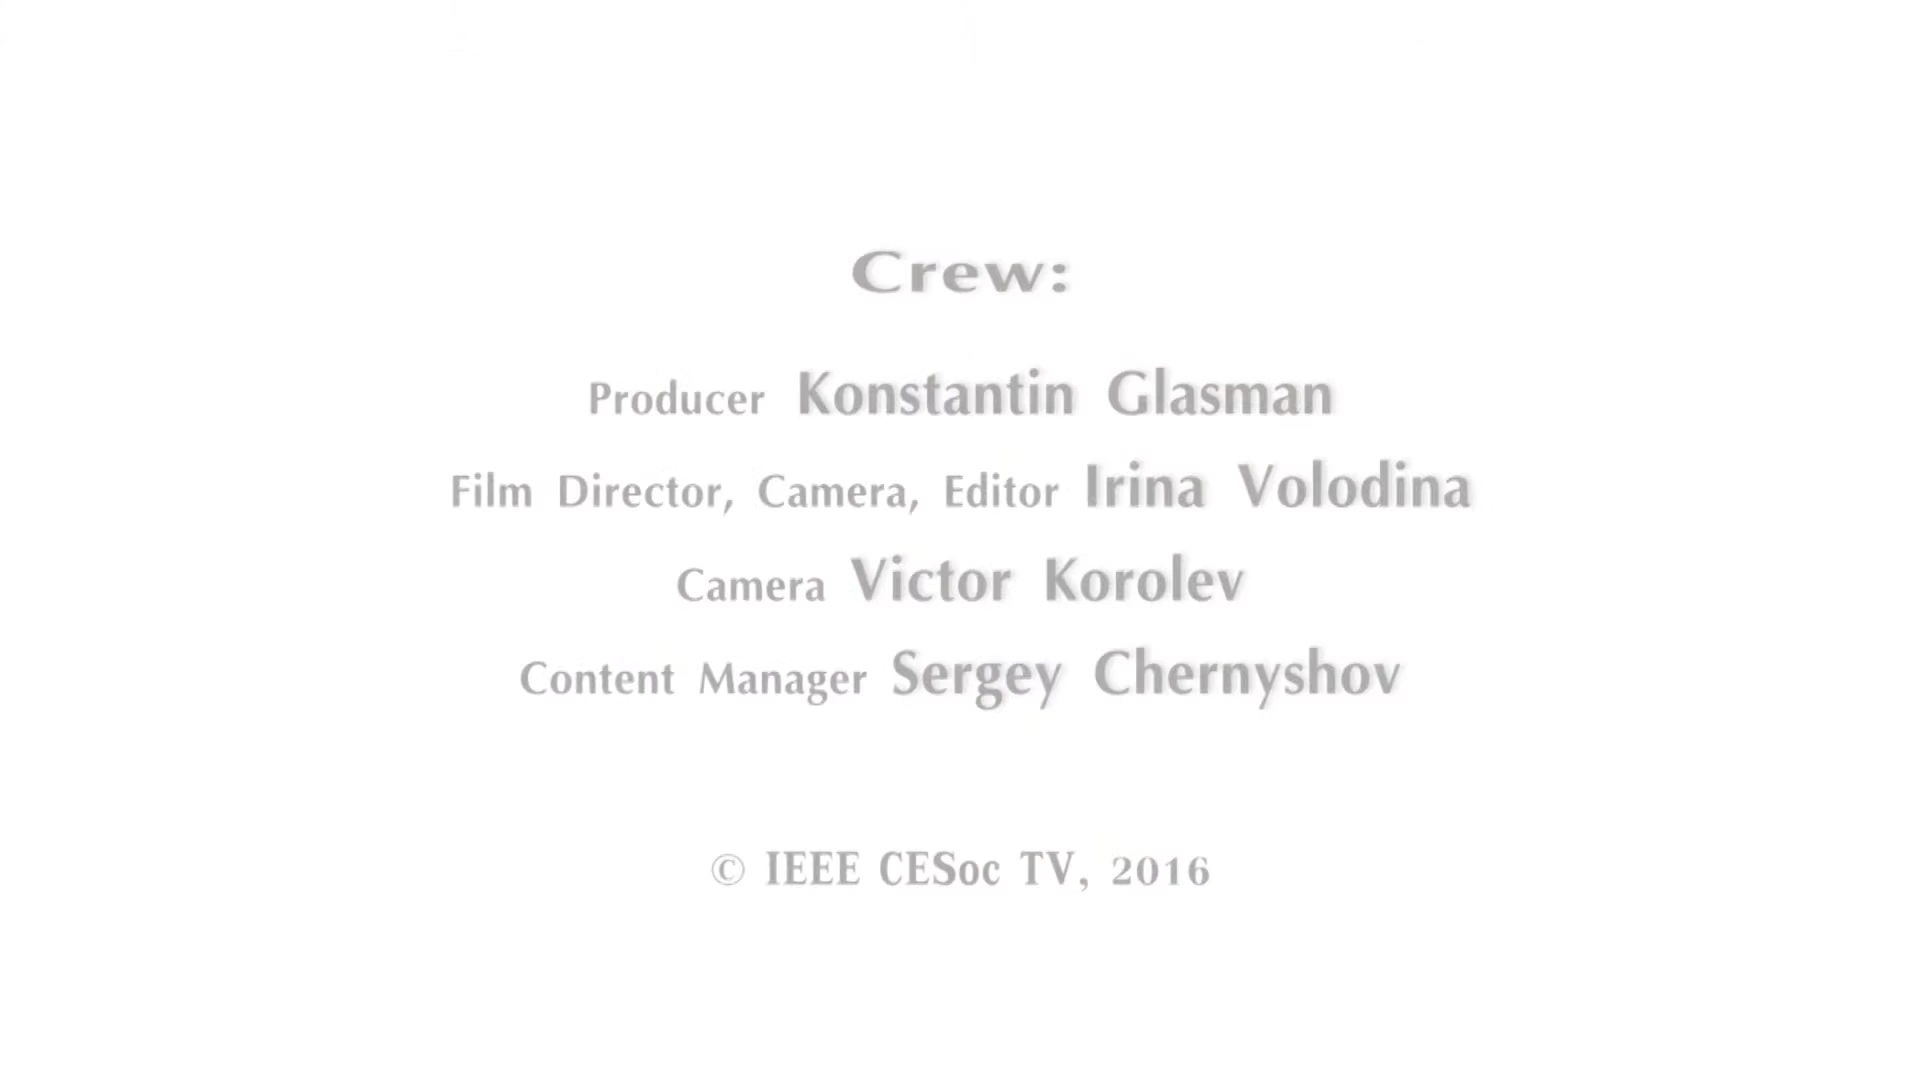 Crew:
Producer Konstantin Glasman
Film Director, Camera, Editor Irina Volodina
Camera Victor Korolev
Content Manager Sergey Chernyshov
© IEEE CESoc TV, 2016